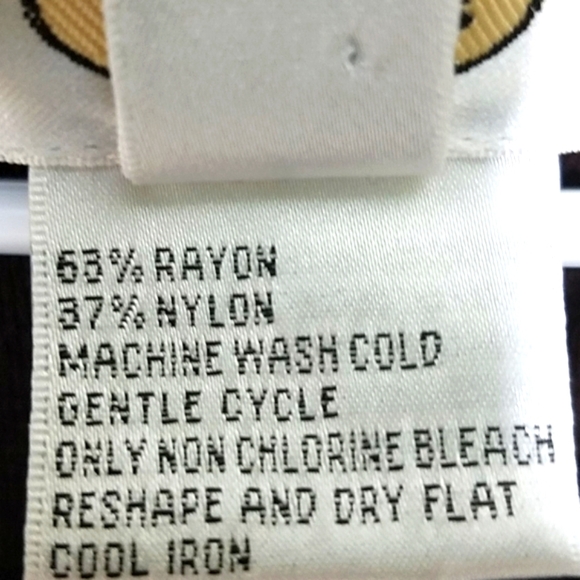 63% RAYON
37% NYLON
MACHINE WASH COLD
GENTLE CYCLE
ONLY NON CHLORINE BLEACH
RESHAPE AND DRY FLAT
COOL IRON